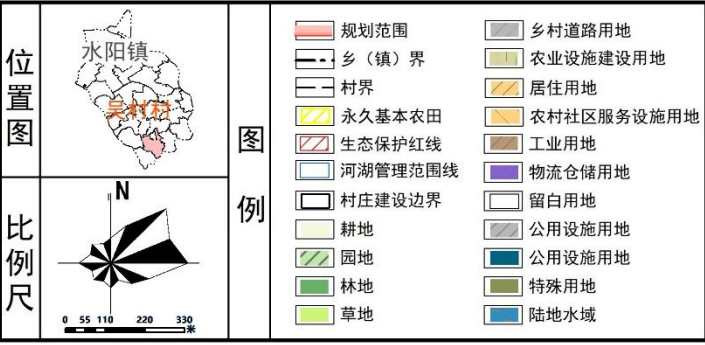 位置图
水阳镇
吴村村
比例尺
N
0 55 110 220 330
米
图例
规划范围
乡（镇）界
村界
永久基本农田
生态保护红线
河湖管理范围线
村庄建设边界
耕地
园地
林地
草地
乡村道路用地
农业设施建设用地
居住用地
农村社区服务设施用地
工业用地
物流仓储用地
留白用地
公用设施用地
公用设施用地
特殊用地
陆地水域